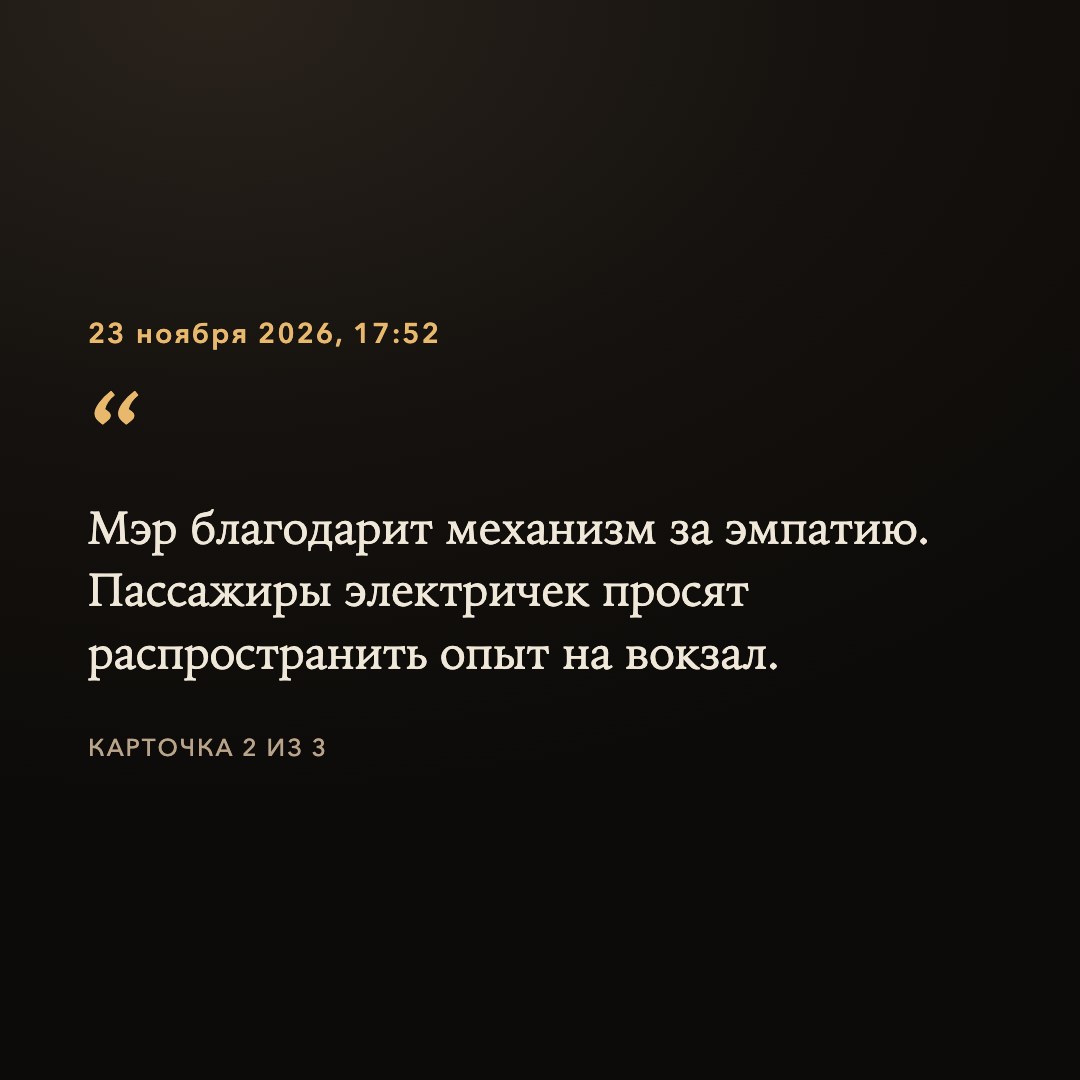 23 ноября 2026, 17:52
“
Мэр благодарит механизм за эмпатию.
Пассажиры электричек просят
распространить опыт на вокзал.
КАРТОЧКА 2 ИЗ 3